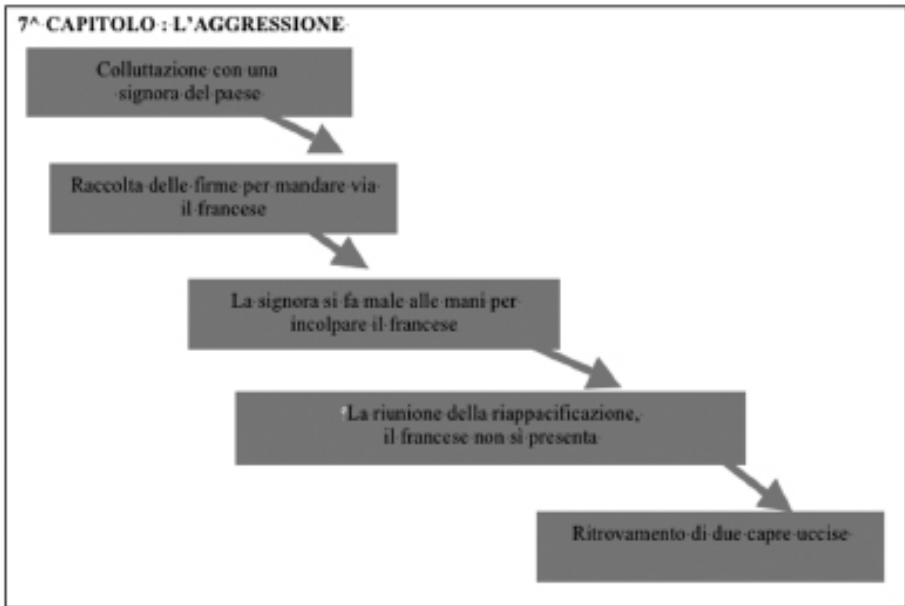 7^ CAPITOLO : L'AGGRESSIONE
Colluttazione con una
signora del paese
Raccolta delle firme per mandare via
il francese
La signora si fa male alle mani per
incolpare il francese
La riunione della riappacificazione,
il francese non si presenta
Ritrovamento di due capre uccise